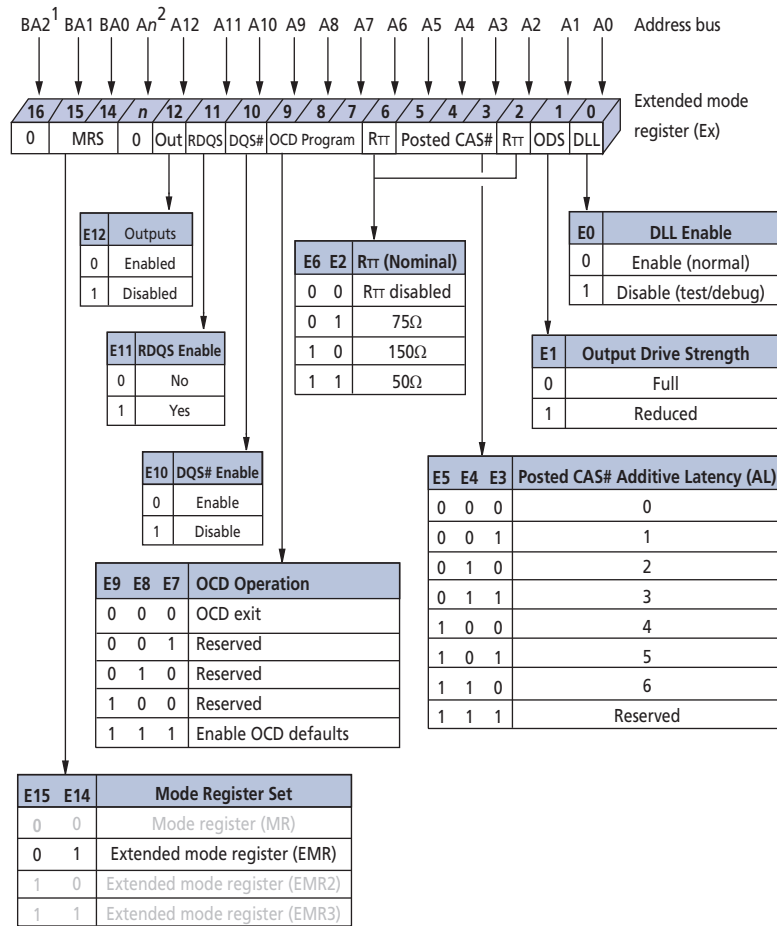 BA2¹ BA1 BA0 An² A12 A11 A10 A9 A8 A7 A6 A5 A4 A3 A2 A1 A0 Address bus
16 15 14 n 12 11 10 9 8 7 6 5 4 3 2 1 0 Extended mode
register (Ex)
0 MRS 0 Out RDQS DQS# OCD Program RTT Posted CAS# RTT ODS DLL
E12 Outputs
0 Enabled
1 Disabled
E0 DLL Enable
0 Enable (normal)
1 Disable (test/debug)
E6 E2 RTT (Nominal)
0 0 RTT disabled
0 1 75Ω
1 0 150Ω
1 1 50Ω
E11 RDQS Enable
0 No
1 Yes
E1 Output Drive Strength
0 Full
1 Reduced
E10 DQS# Enable
0 Enable
1 Disable
E5 E4 E3 Posted CAS# Additive Latency (AL)
0 0 0 0
0 0 1 1
0 1 0 2
0 1 1 3
1 0 0 4
1 0 1 5
1 1 0 6
1 1 1 Reserved
E9 E8 E7 OCD Operation
0 0 0 OCD exit
0 0 1 Reserved
0 1 0 Reserved
1 0 0 Reserved
1 1 1 Enable OCD defaults
E15 E14 Mode Register Set
0 0 Mode register (MR)
0 1 Extended mode register (EMR)
1 0 Extended mode register (EMR2)
1 1 Extended mode register (EMR3)